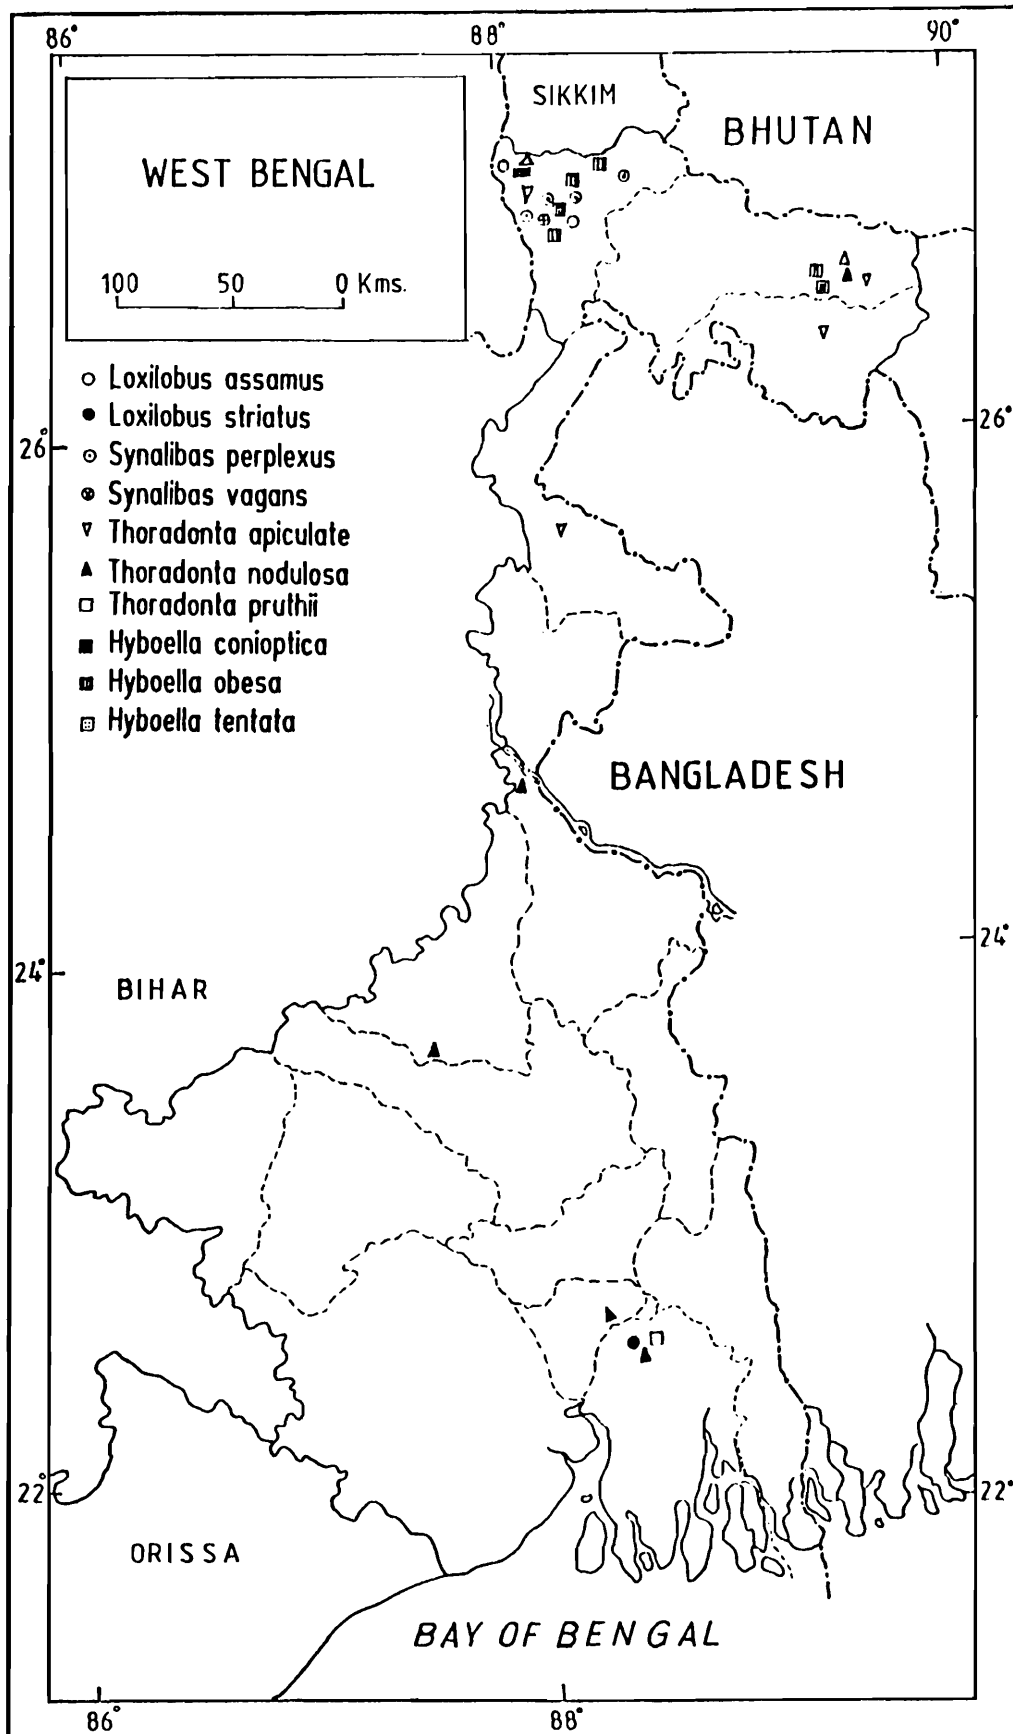 86° 88° 90°
SIKKIM
BHUTAN
WEST BENGAL
100 50 0 Kms.
Loxilobus assamus
Loxilobus striatus
Synalibas perplexus
Synalibas vagans
Thoradonta apiculate
Thoradonta nodulosa
Thoradonta pruthii
Hyboella conioptica
Hyboella obesa
Hyboella tentata
26° 26°
BANGLADESH
24° 24°
BIHAR
22° 22°
ORISSA
BAY OF BENGAL
86° 88°